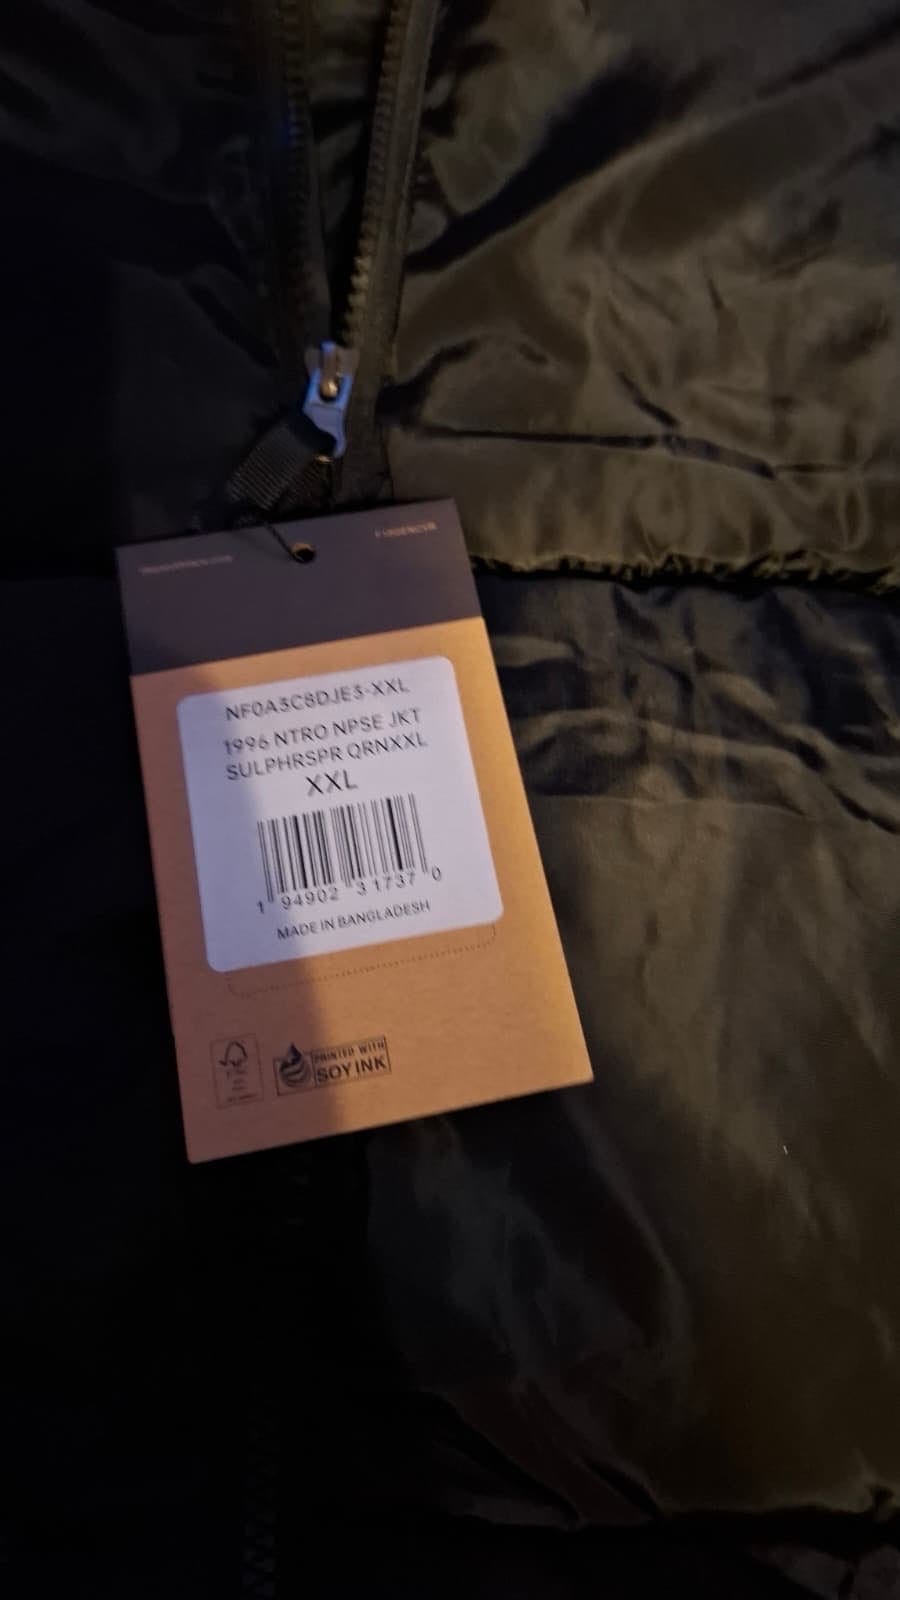 NF0A3C8DJE3-XXL
1996 NTRO NPSE JKT
SULPHRSPR QRNXXL
XXL
1 94902 31737 0
MADE IN BANGLADESH
PRINTED WITH
SOY INK